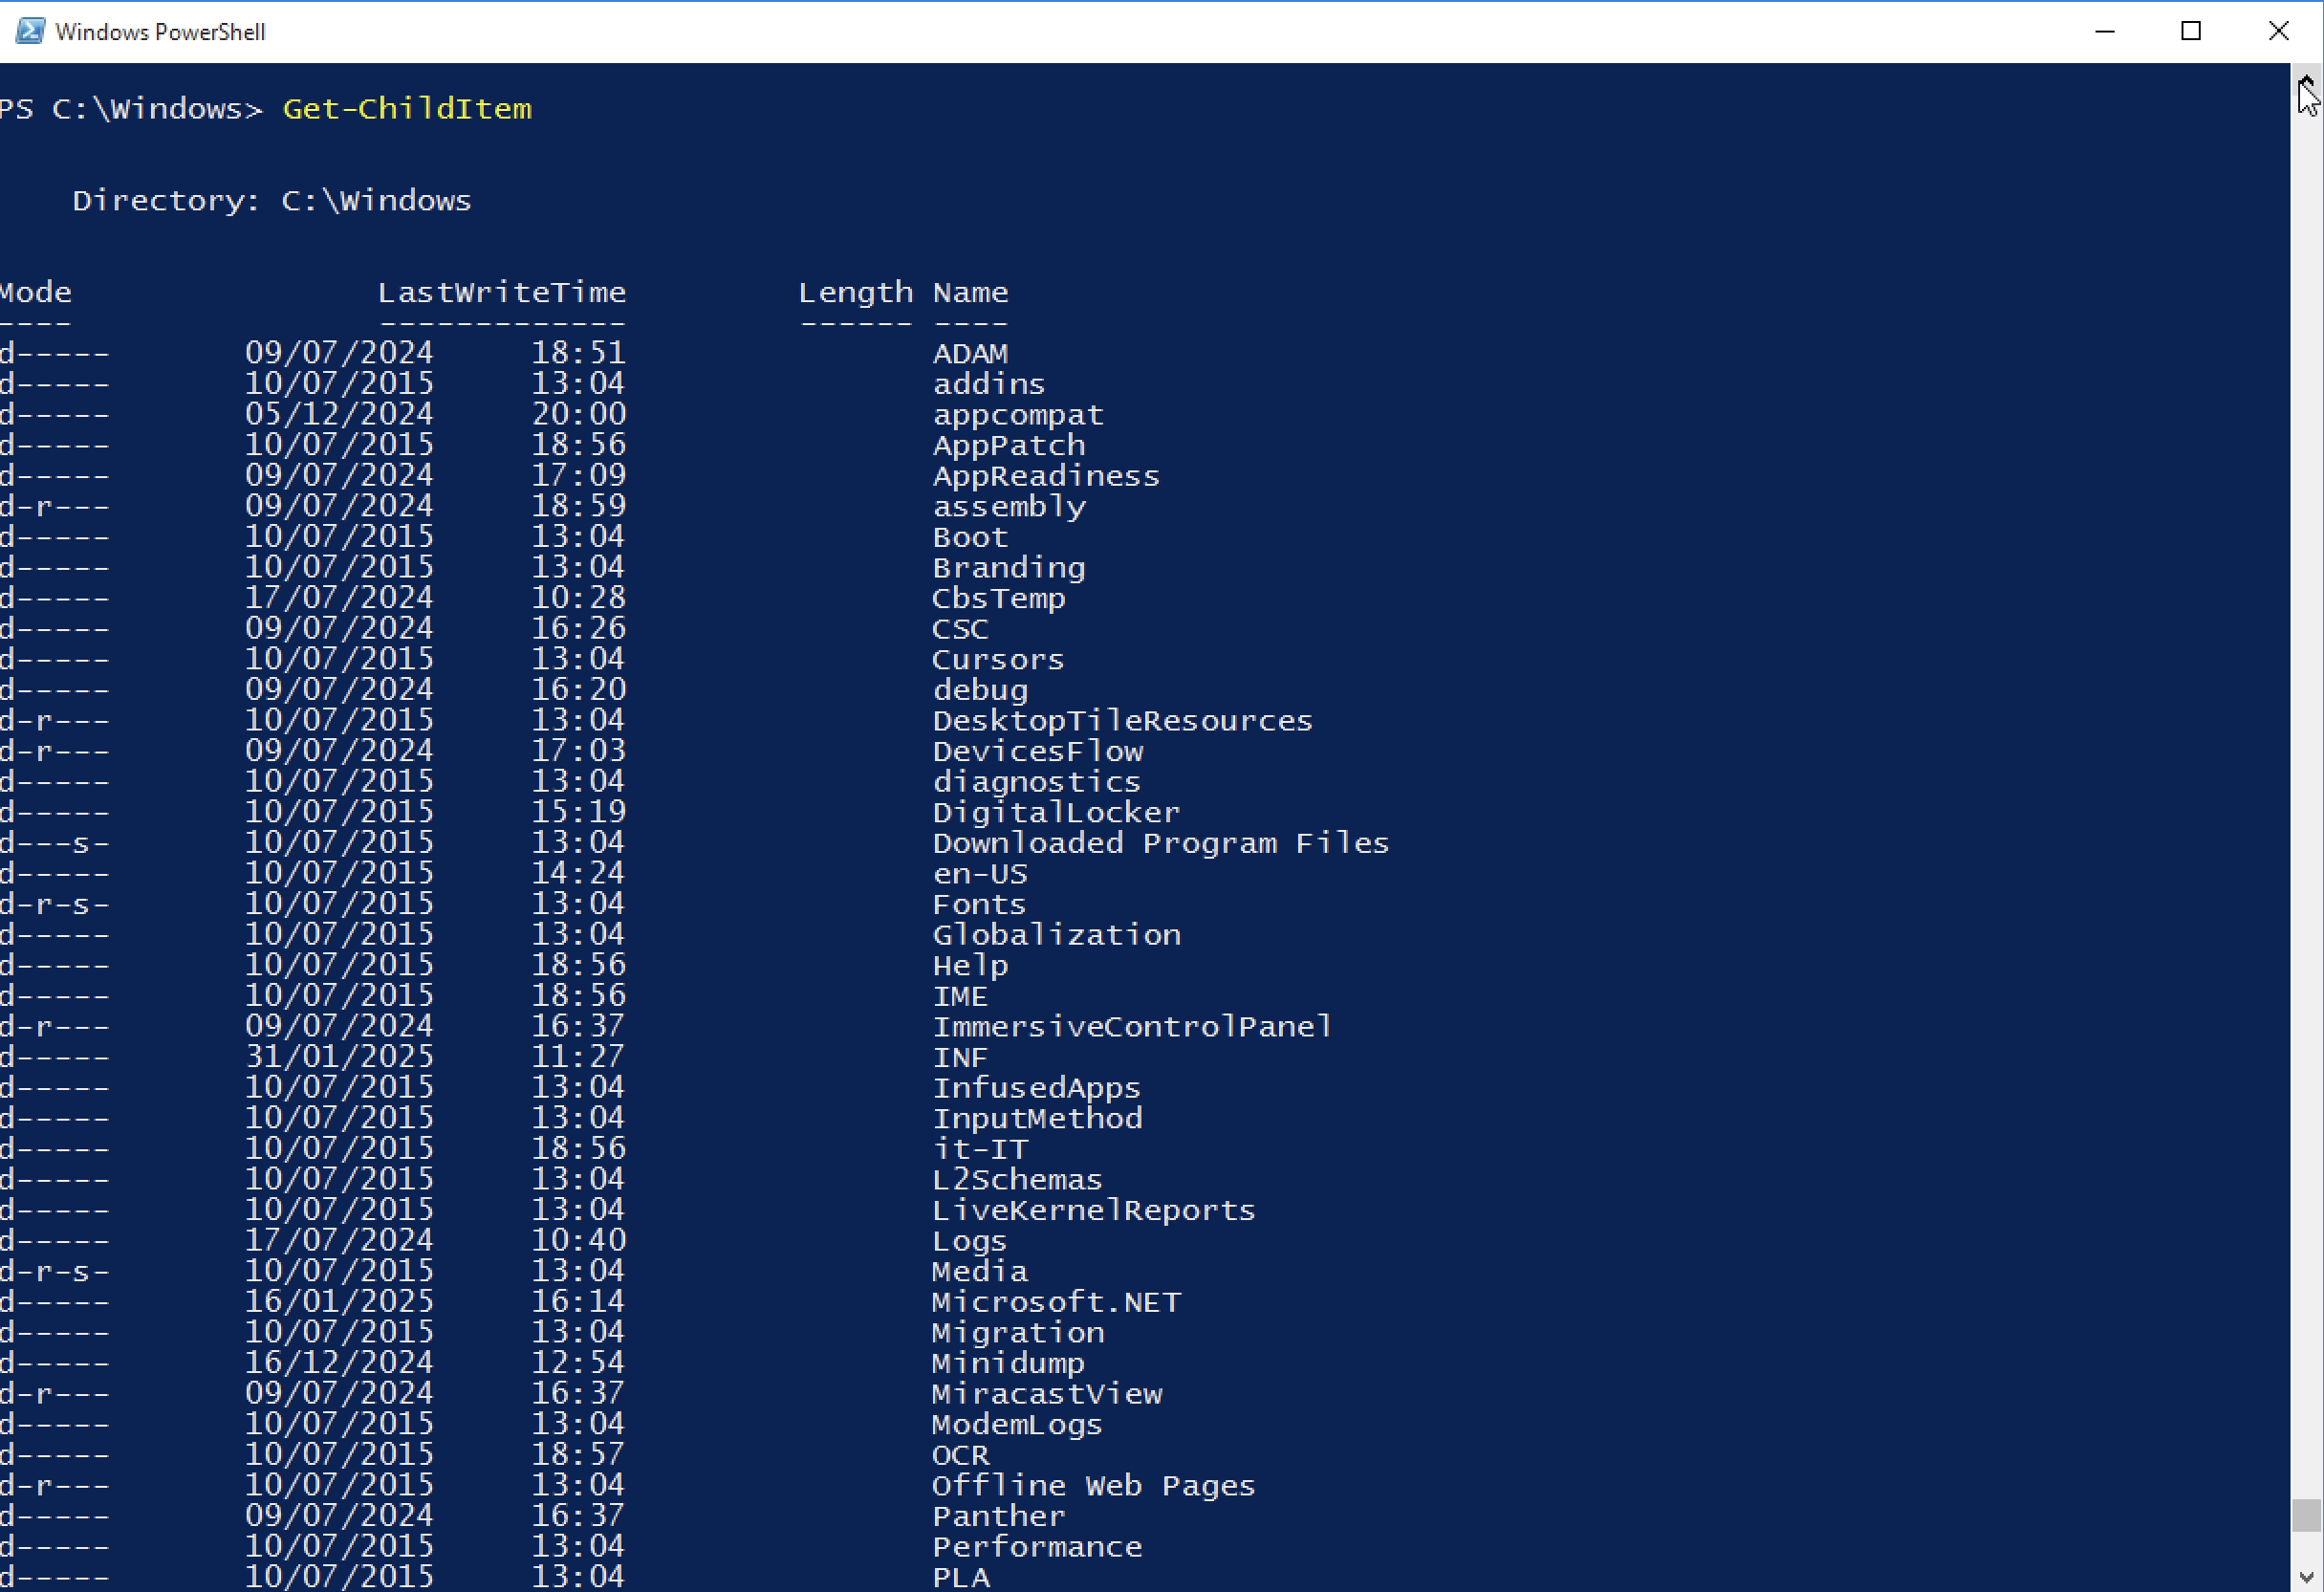 Windows PowerShell
PS C:\Windows> Get-ChildItem
Directory: C:\Windows
Mode LastWriteTime Length Name
---- ------------- ------ ----
d----- 09/07/2024 18:51 ADAM
d----- 10/07/2015 13:04 addins
d----- 05/12/2024 20:00 appcompat
d----- 10/07/2015 18:56 AppPatch
d----- 09/07/2024 17:09 AppReadiness
d-r--- 09/07/2024 18:59 assembly
d----- 10/07/2015 13:04 Boot
d----- 10/07/2015 13:04 Branding
d----- 17/07/2024 10:28 CbsTemp
d----- 09/07/2024 16:26 CSC
d----- 10/07/2015 13:04 Cursors
d----- 09/07/2024 16:20 debug
d-r--- 10/07/2015 13:04 DesktopTileResources
d-r--- 09/07/2024 17:03 DevicesFlow
d----- 10/07/2015 13:04 diagnostics
d----- 10/07/2015 15:19 DigitalLocker
d---s- 10/07/2015 13:04 Downloaded Program Files
d----- 10/07/2015 14:24 en-US
d-r-s- 10/07/2015 13:04 Fonts
d----- 10/07/2015 13:04 Globalization
d----- 10/07/2015 18:56 Help
d----- 10/07/2015 18:56 IME
d-r--- 09/07/2024 16:37 ImmersiveControlPanel
d----- 31/01/2025 11:27 INF
d----- 10/07/2015 13:04 InfusedApps
d----- 10/07/2015 13:04 InputMethod
d----- 10/07/2015 18:56 it-IT
d----- 10/07/2015 13:04 L2Schemas
d----- 10/07/2015 13:04 LiveKernelReports
d----- 17/07/2024 10:40 Logs
d-r-s- 10/07/2015 13:04 Media
d----- 16/01/2025 16:14 Microsoft.NET
d----- 10/07/2015 13:04 Migration
d----- 16/12/2024 12:54 Minidump
d-r--- 09/07/2024 16:37 MiracastView
d----- 10/07/2015 13:04 ModemLogs
d----- 10/07/2015 18:57 OCR
d-r--- 10/07/2015 13:04 Offline Web Pages
d----- 09/07/2024 16:37 Panther
d----- 10/07/2015 13:04 Performance
d----- 10/07/2015 13:04 PLA